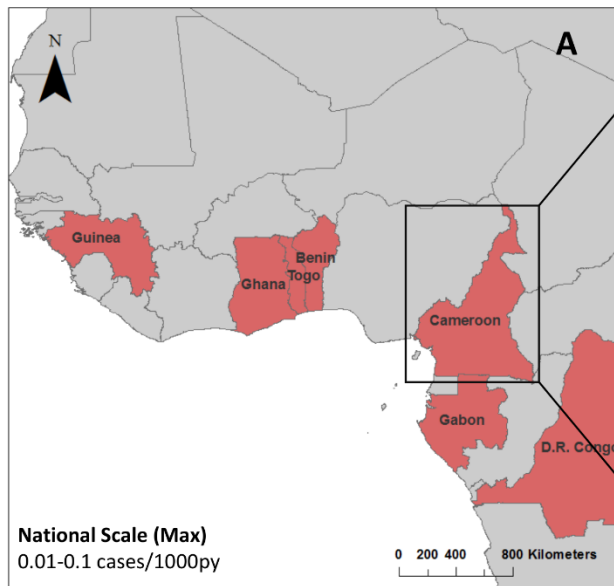 A
N
Guinea
Benin
Togo
Ghana
Cameroon
Gabon
D.R. Congo
National Scale (Max)
0.01-0.1 cases/1000py
0 200 400 800 Kilometers